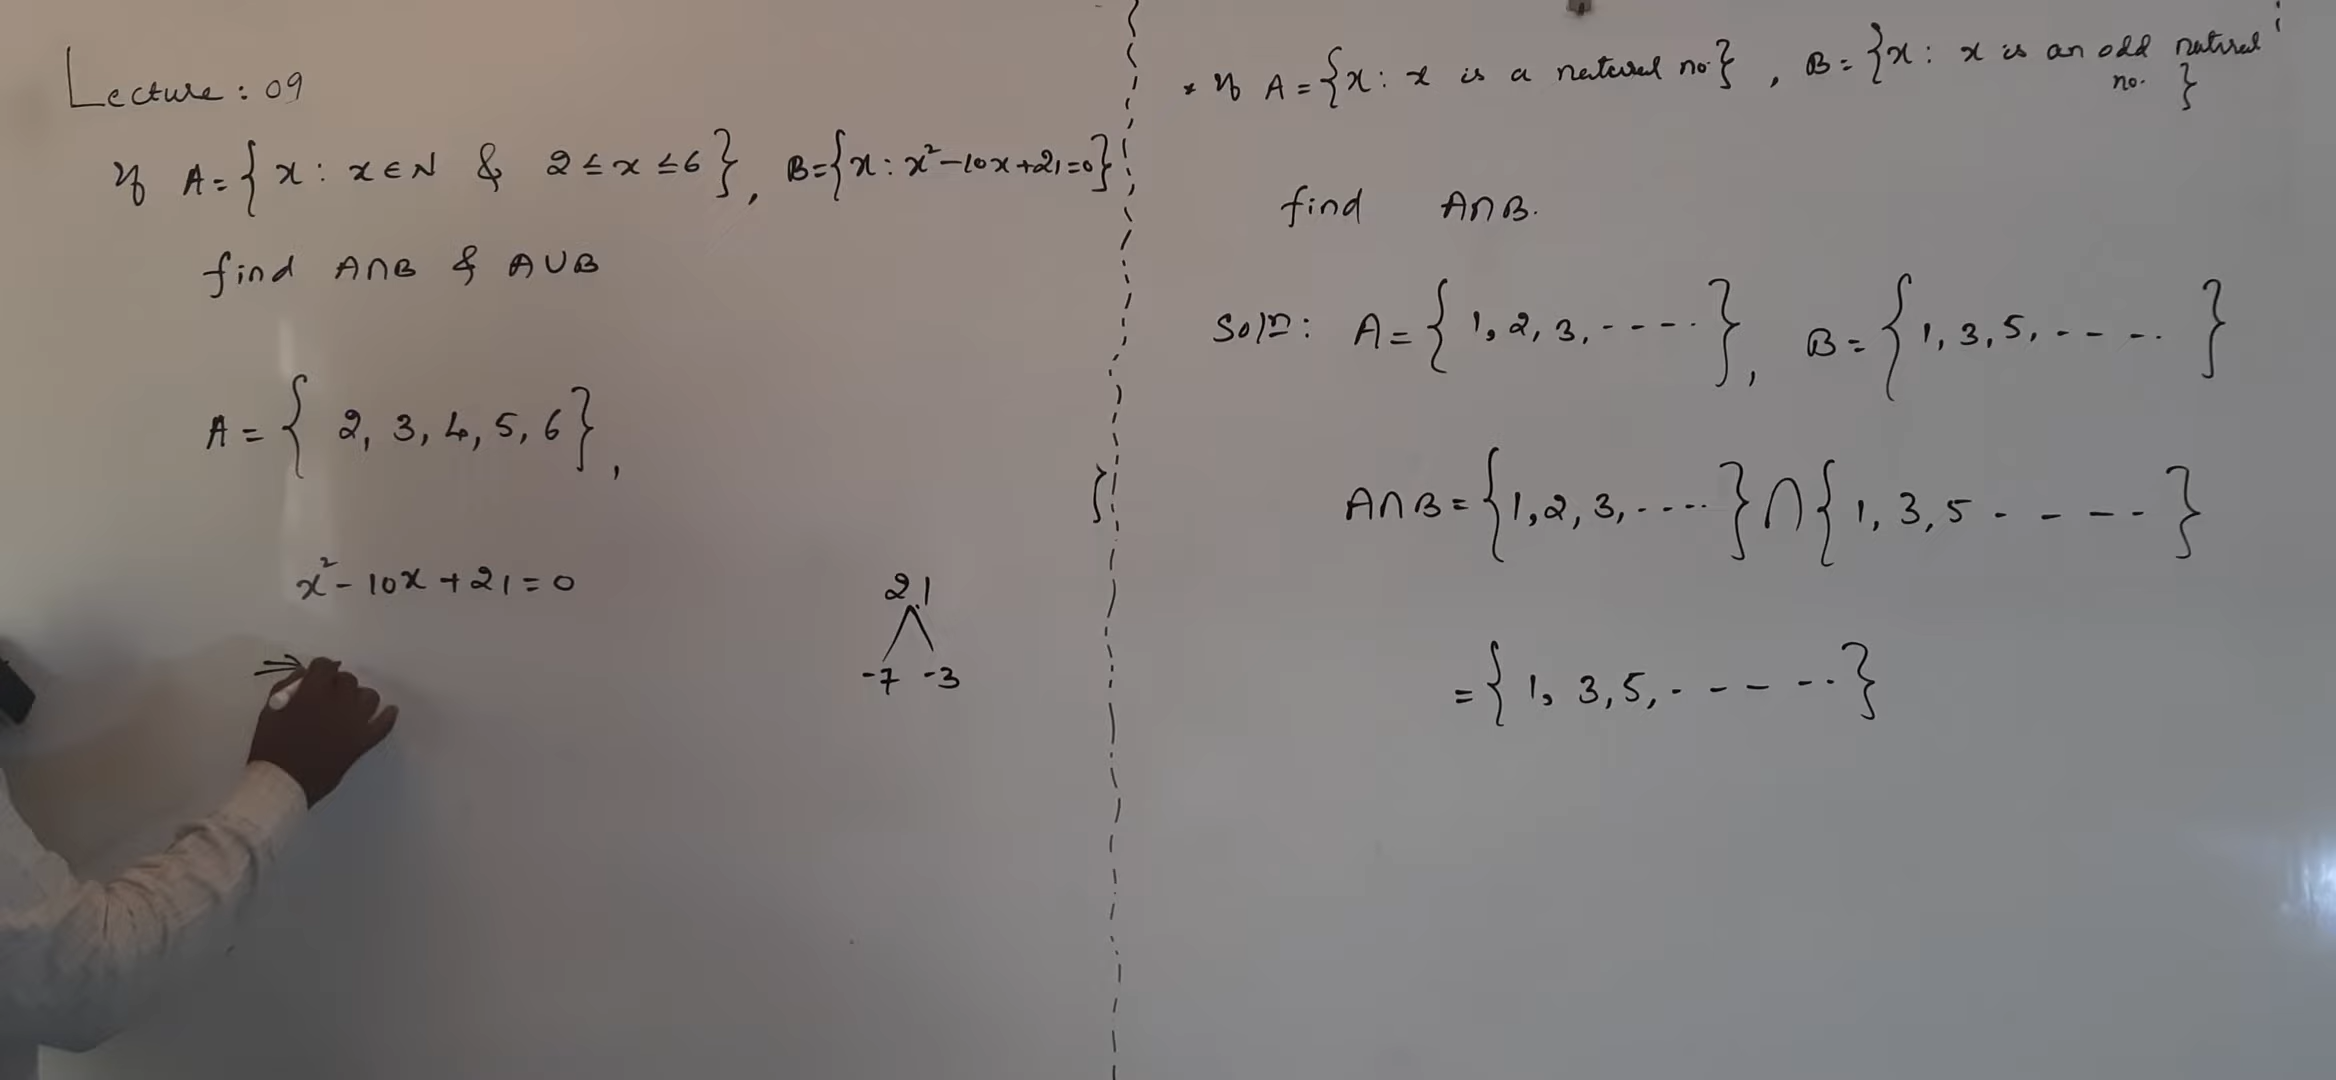 Lecture: 09
If A = { x : x ∈ N & 2 ≤ x ≤ 6 }, B = { x : x² - 10x + 21 = 0 }
find A∩B & A∪B
A = { 2, 3, 4, 5, 6 },
}
x² - 10x + 21 = 0
21
-7 -3
⇒
* If A = { x : x is a natural no. }, B = { x : x is an odd natural
no. }
find A∩B.
Soln: A = { 1, 2, 3, ----. }, B = { 1, 3, 5, - - -. }
A∩B = { 1, 2, 3, ---- } ∩ { 1, 3, 5 - - - - }
= { 1, 3, 5, - - - - -- }